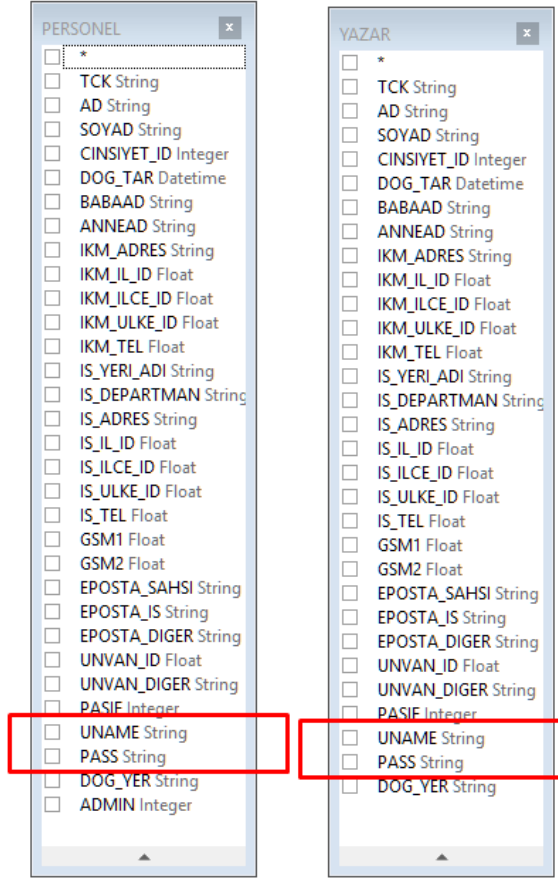 PERSONEL x
*
TCK String
AD String
SOYAD String
CINSIYET_ID Integer
DOG_TAR Datetime
BABAAD String
ANNEAD String
IKM_ADRES String
IKM_IL_ID Float
IKM_ILCE_ID Float
IKM_ULKE_ID Float
IKM_TEL Float
IS_YERI_ADI String
IS_DEPARTMAN String
IS_ADRES String
IS_IL_ID Float
IS_ILCE_ID Float
IS_ULKE_ID Float
IS_TEL Float
GSM1 Float
GSM2 Float
EPOSTA_SAHSI String
EPOSTA_IS String
EPOSTA_DIGER String
UNVAN_ID Float
UNVAN_DIGER String
PASIF Integer
UNAME String
PASS String
DOG_YER String
ADMIN Integer
YAZAR x
*
TCK String
AD String
SOYAD String
CINSIYET_ID Integer
DOG_TAR Datetime
BABAAD String
ANNEAD String
IKM_ADRES String
IKM_IL_ID Float
IKM_ILCE_ID Float
IKM_ULKE_ID Float
IKM_TEL Float
IS_YERI_ADI String
IS_DEPARTMAN String
IS_ADRES String
IS_IL_ID Float
IS_ILCE_ID Float
IS_ULKE_ID Float
IS_TEL Float
GSM1 Float
GSM2 Float
EPOSTA_SAHSI String
EPOSTA_IS String
EPOSTA_DIGER String
UNVAN_ID Float
UNVAN_DIGER String
PASIF Integer
UNAME String
PASS String
DOG_YER String